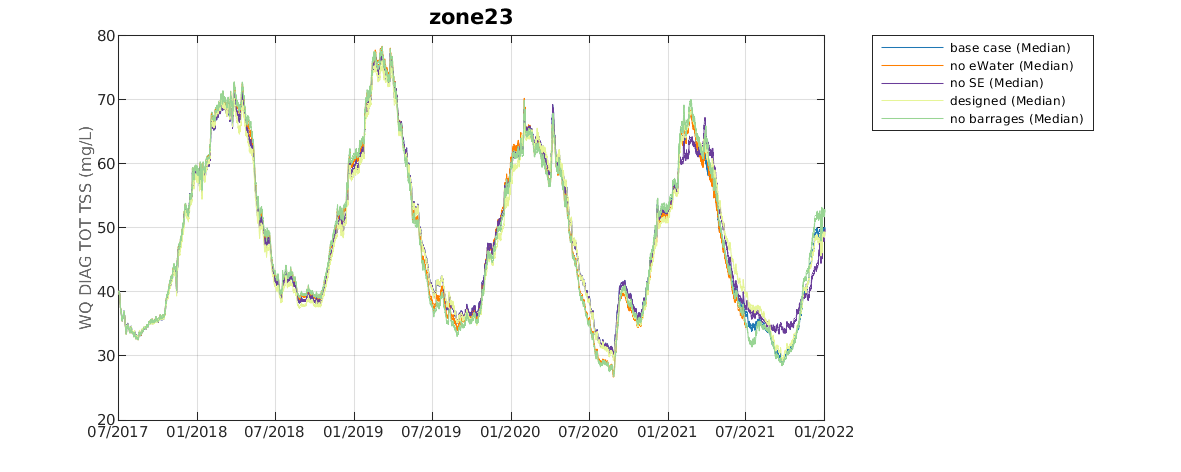 zone23
80
70
60
50
40
30
20
WQ DIAG TOT TSS (mg/L)
07/2017 01/2018 07/2018 01/2019 07/2019 01/2020 07/2020 01/2021 07/2021 01/2022
base case (Median)
no eWater (Median)
no SE (Median)
designed (Median)
no barrages (Median)